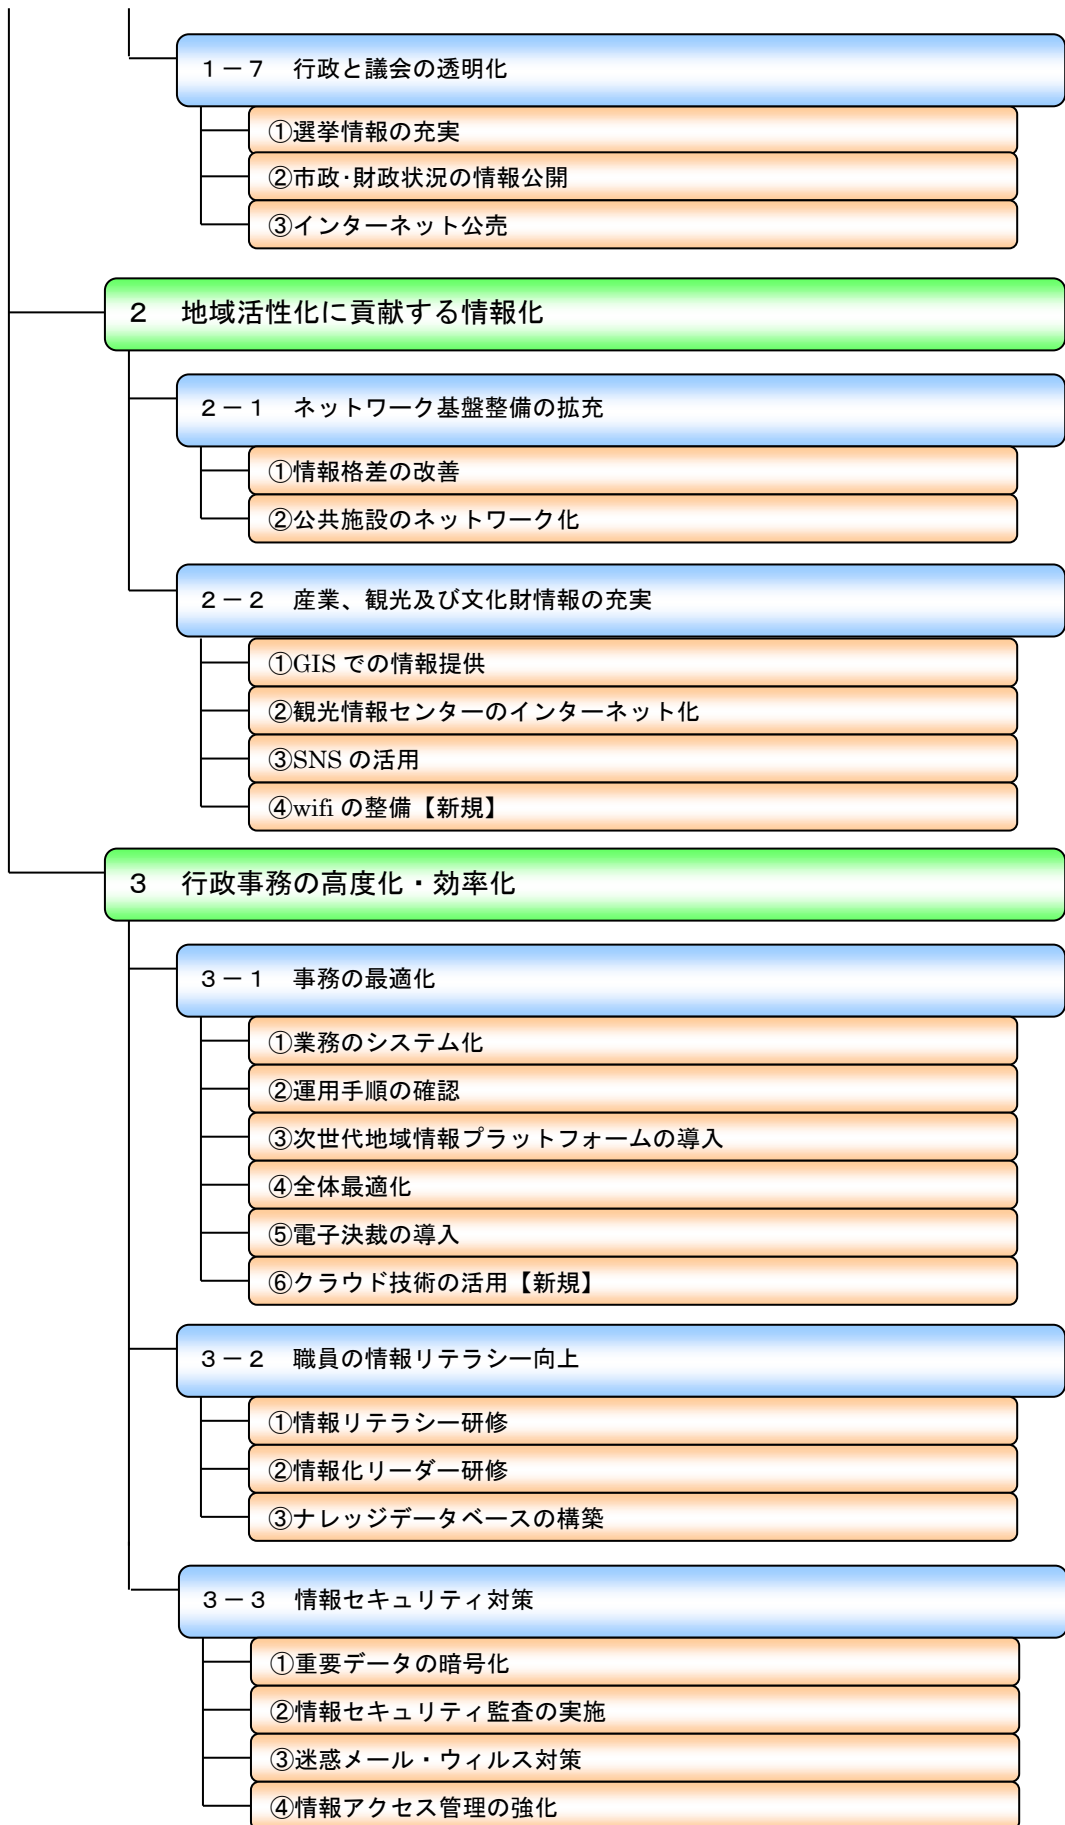 １－７　行政と議会の透明化
①選挙情報の充実
②市政･財政状況の情報公開
③インターネット公売
２　地域活性化に貢献する情報化
２－１　ネットワーク基盤整備の拡充
①情報格差の改善
②公共施設のネットワーク化
２－２　産業、観光及び文化財情報の充実
①GIS での情報提供
②観光情報センターのインターネット化
③SNS の活用
④wifi の整備【新規】
３　行政事務の高度化・効率化
３－１　事務の最適化
①業務のシステム化
②運用手順の確認
③次世代地域情報プラットフォームの導入
④全体最適化
⑤電子決裁の導入
⑥クラウド技術の活用【新規】
３－２　職員の情報リテラシー向上
①情報リテラシー研修
②情報化リーダー研修
③ナレッジデータベースの構築
３－３　情報セキュリティ対策
①重要データの暗号化
②情報セキュリティ監査の実施
③迷惑メール・ウィルス対策
④情報アクセス管理の強化